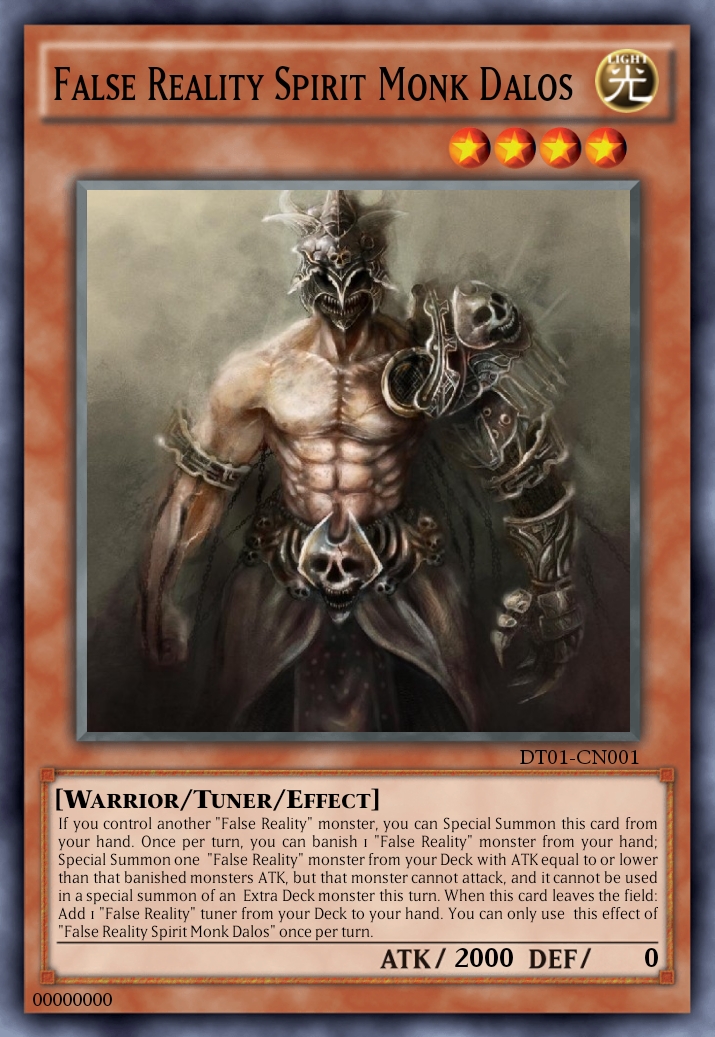 False Reality Spirit Monk Dalos
LIGHT
光
DT01-CN001
[Warrior/Tuner/Effect]
If you control another "False Reality" monster, you can Special Summon this card from
your hand. Once per turn, you can banish 1 "False Reality" monster from your hand;
Special Summon one "False Reality" monster from your Deck with ATK equal to or lower
than that banished monsters ATK, but that monster cannot attack, and it cannot be used
in a special summon of an Extra Deck monster this turn. When this card leaves the field:
Add 1 "False Reality" tuner from your Deck to your hand. You can only use this effect of
"False Reality Spirit Monk Dalos" once per turn.
ATK/ 2000 DEF/ 0
00000000